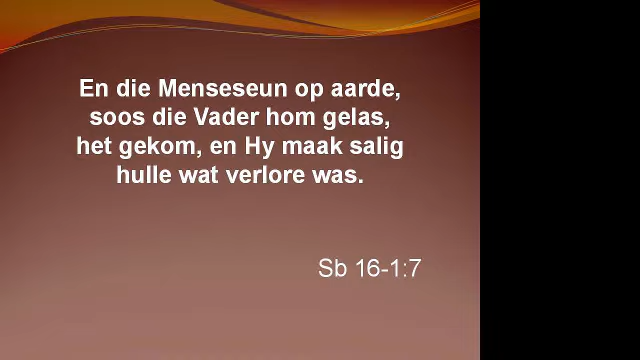 En die Menseseun op aarde,
soos die Vader hom gelas,
het gekom, en Hy maak salig
hulle wat verlore was.
Sb 16-1:7